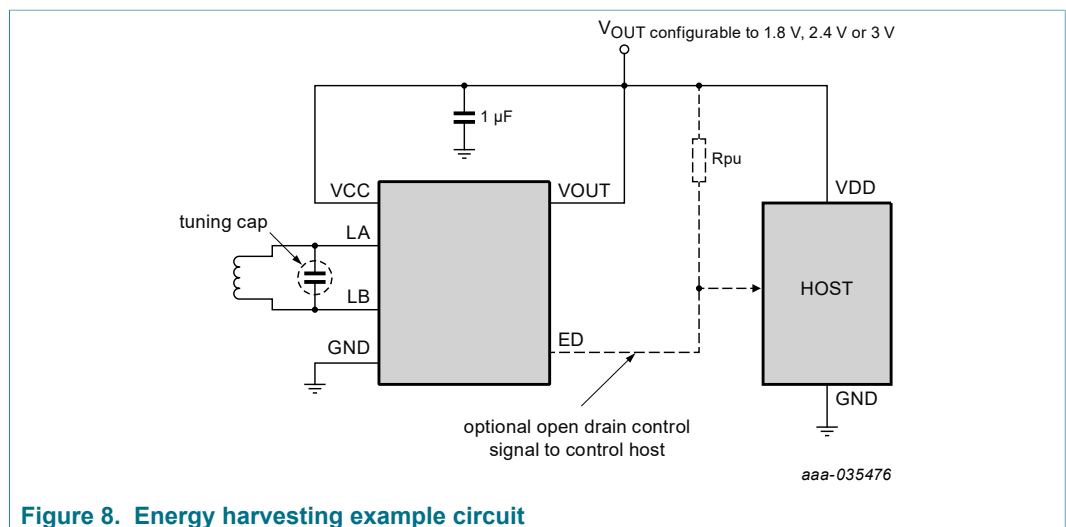 VOUT configurable to 1.8 V, 2.4 V or 3 V
1 µF
Rpu
VCC
VOUT
VDD
tuning cap
LA
LB
HOST
GND
ED
GND
optional open drain control
signal to control host
aaa-035476
Figure 8. Energy harvesting example circuit